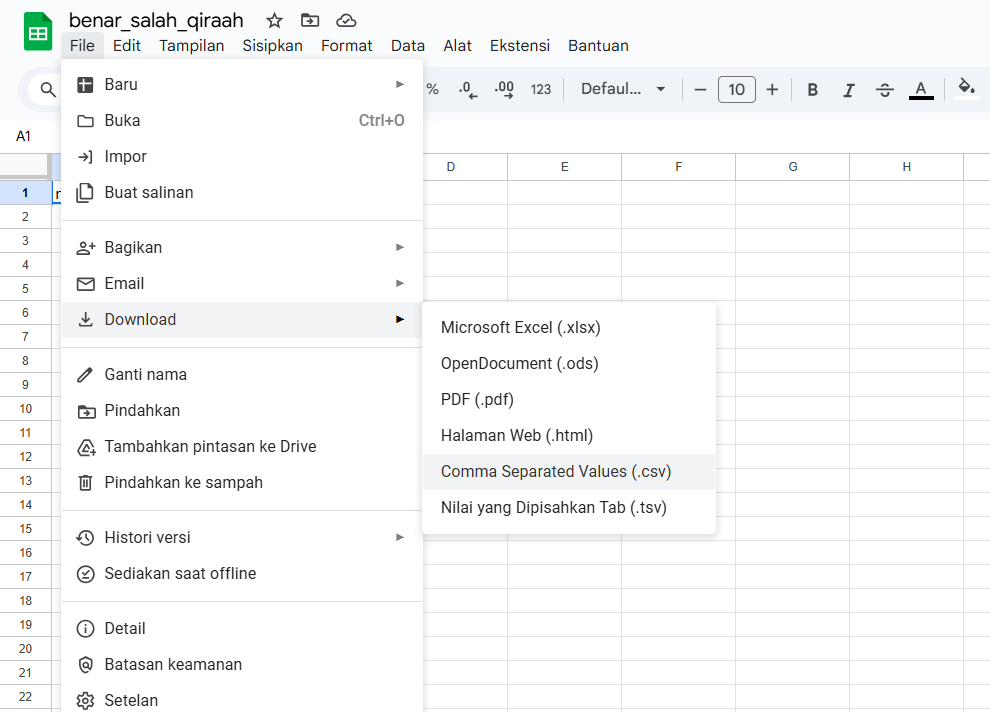 benar_salah_qiraah
File Edit Tampilan Sisipkan Format Data Alat Ekstensi Bantuan
% .0 .00 123 Defaul... − 10 + B I S A
A1
D E F G H
Baru
Buka Ctrl+O
Impor
Buat salinan
Bagikan
Email
Download
Ganti nama
Pindahkan
Tambahkan pintasan ke Drive
Pindahkan ke sampah
Histori versi
Sediakan saat offline
Detail
Batasan keamanan
Setelan
Microsoft Excel (.xlsx)
OpenDocument (.ods)
PDF (.pdf)
Halaman Web (.html)
Comma Separated Values (.csv)
Nilai yang Dipisahkan Tab (.tsv)
1
2
3
4
5
6
7
8
9
10
11
12
13
14
15
16
17
18
19
20
21
22